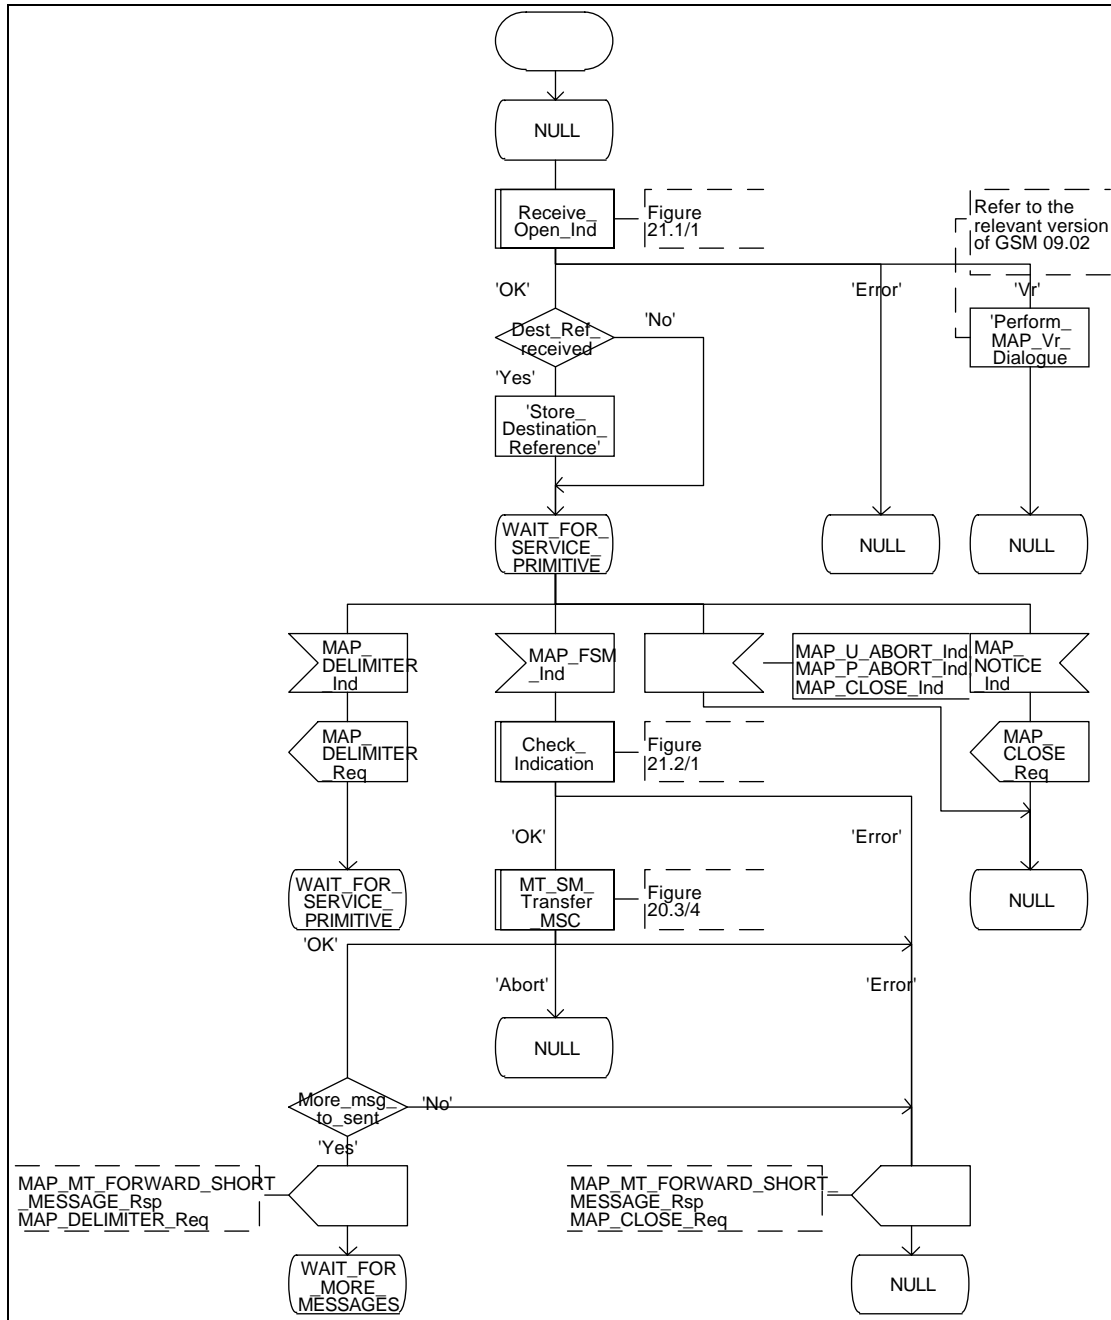 NULL
Receive_
Open_Ind
Figure
21.1/1
Refer to the
relevant version
of GSM 09.02
'OK'
'Error'
'Vr'
Dest_Ref_
received
'No'
'Perform_
MAP_Vr_
Dialogue
'Yes'
'Store_
Destination_
Reference'
WAIT_FOR_
SERVICE_
PRIMITIVE
NULL
NULL
MAP_
DELIMITER
_Ind
MAP_FSM
_Ind
MAP_U_ABORT_Ind,
MAP_P_ABORT_Ind,
MAP_CLOSE_Ind
MAP_
NOTICE
_Ind
MAP_
DELIMITER
_Req
Check_
Indication
Figure
21.2/1
MAP_
CLOSE
_Req
'OK'
'Error'
WAIT_FOR_
SERVICE_
PRIMITIVE
MT_SM_
Transfer
_MSC
Figure
20.3/4
NULL
'OK'
'Abort'
'Error'
NULL
More_msg_
to_sent
'No'
'Yes'
MAP_MT_FORWARD_SHORT
_MESSAGE_Rsp
MAP_DELIMITER_Req
MAP_MT_FORWARD_SHORT_
MESSAGE_Rsp
MAP_CLOSE_Req
WAIT_FOR
_MORE_
MESSAGES
NULL